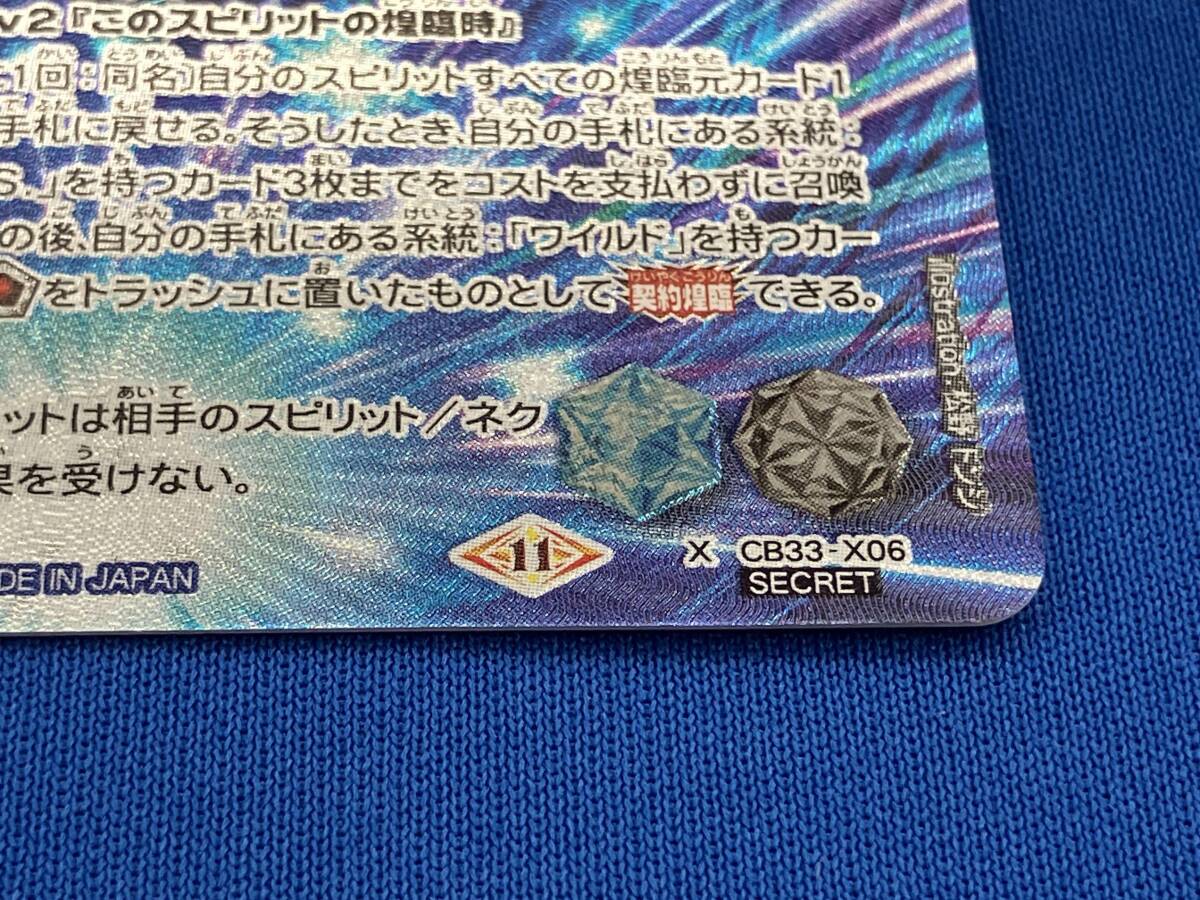 v2『このスピリットの煌臨時』
1回:同名〕自分のスピリットすべての煌臨元カード1
手札に戻せる。そうしたとき、自分の手札にある系統:
S.」を持つカード3枚までをコストを支払わずに召喚
の後、自分の手札にある系統:「ワイルド」を持つカー
をトラッシュに置いたものとして契約煌臨できる。
ットは相手のスピリット/ネク
果を受けない。
DE IN JAPAN
11
X CB33-X06
SECRET
Illustration: